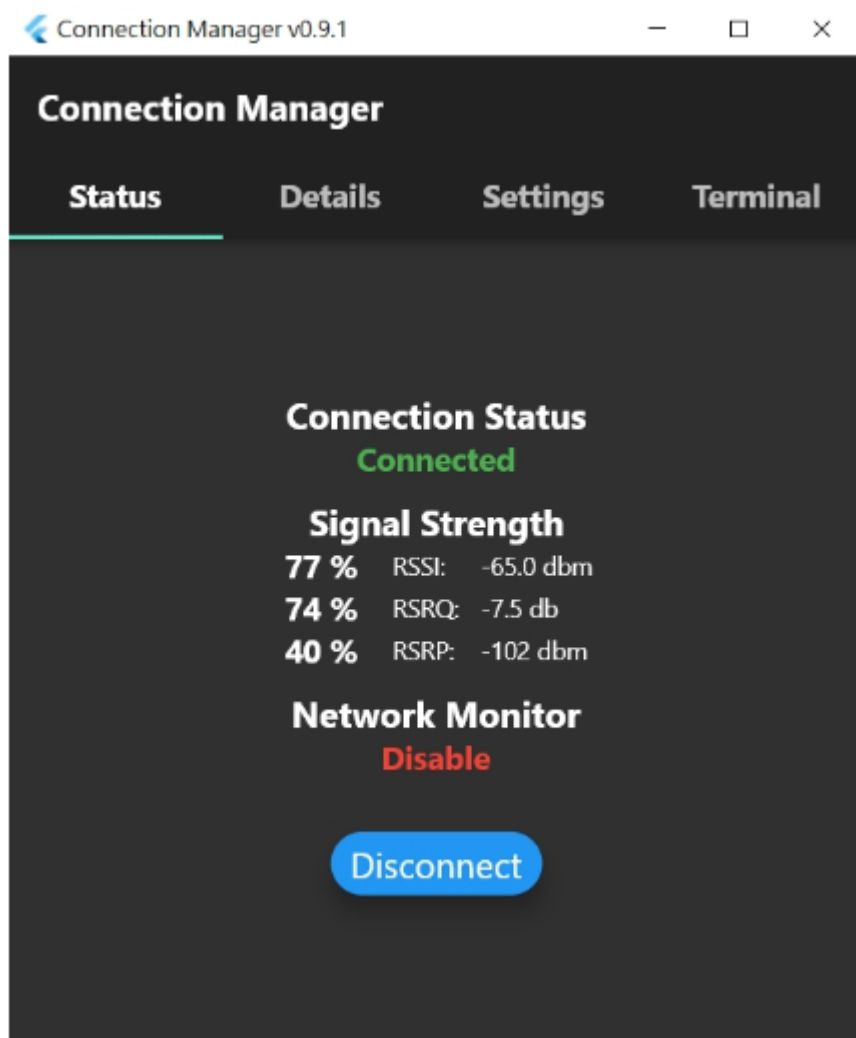 Connection Manager v0.9.1
Connection Manager
Status Details Settings Terminal
Connection Status
Connected
Signal Strength
77 % RSSI: -65.0 dbm
74 % RSRQ: -7.5 db
40 % RSRP: -102 dbm
Network Monitor
Disable
Disconnect